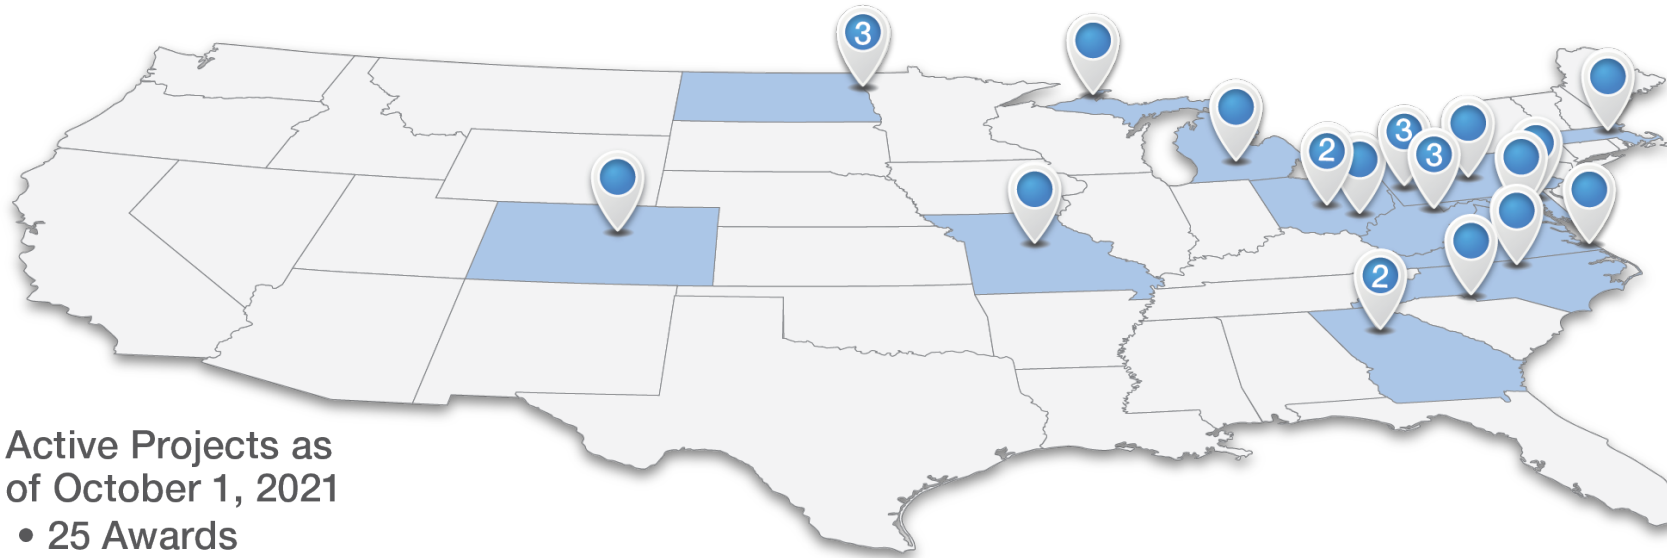 3
3
2
3
2
Active Projects as
of October 1, 2021
• 25 Awards